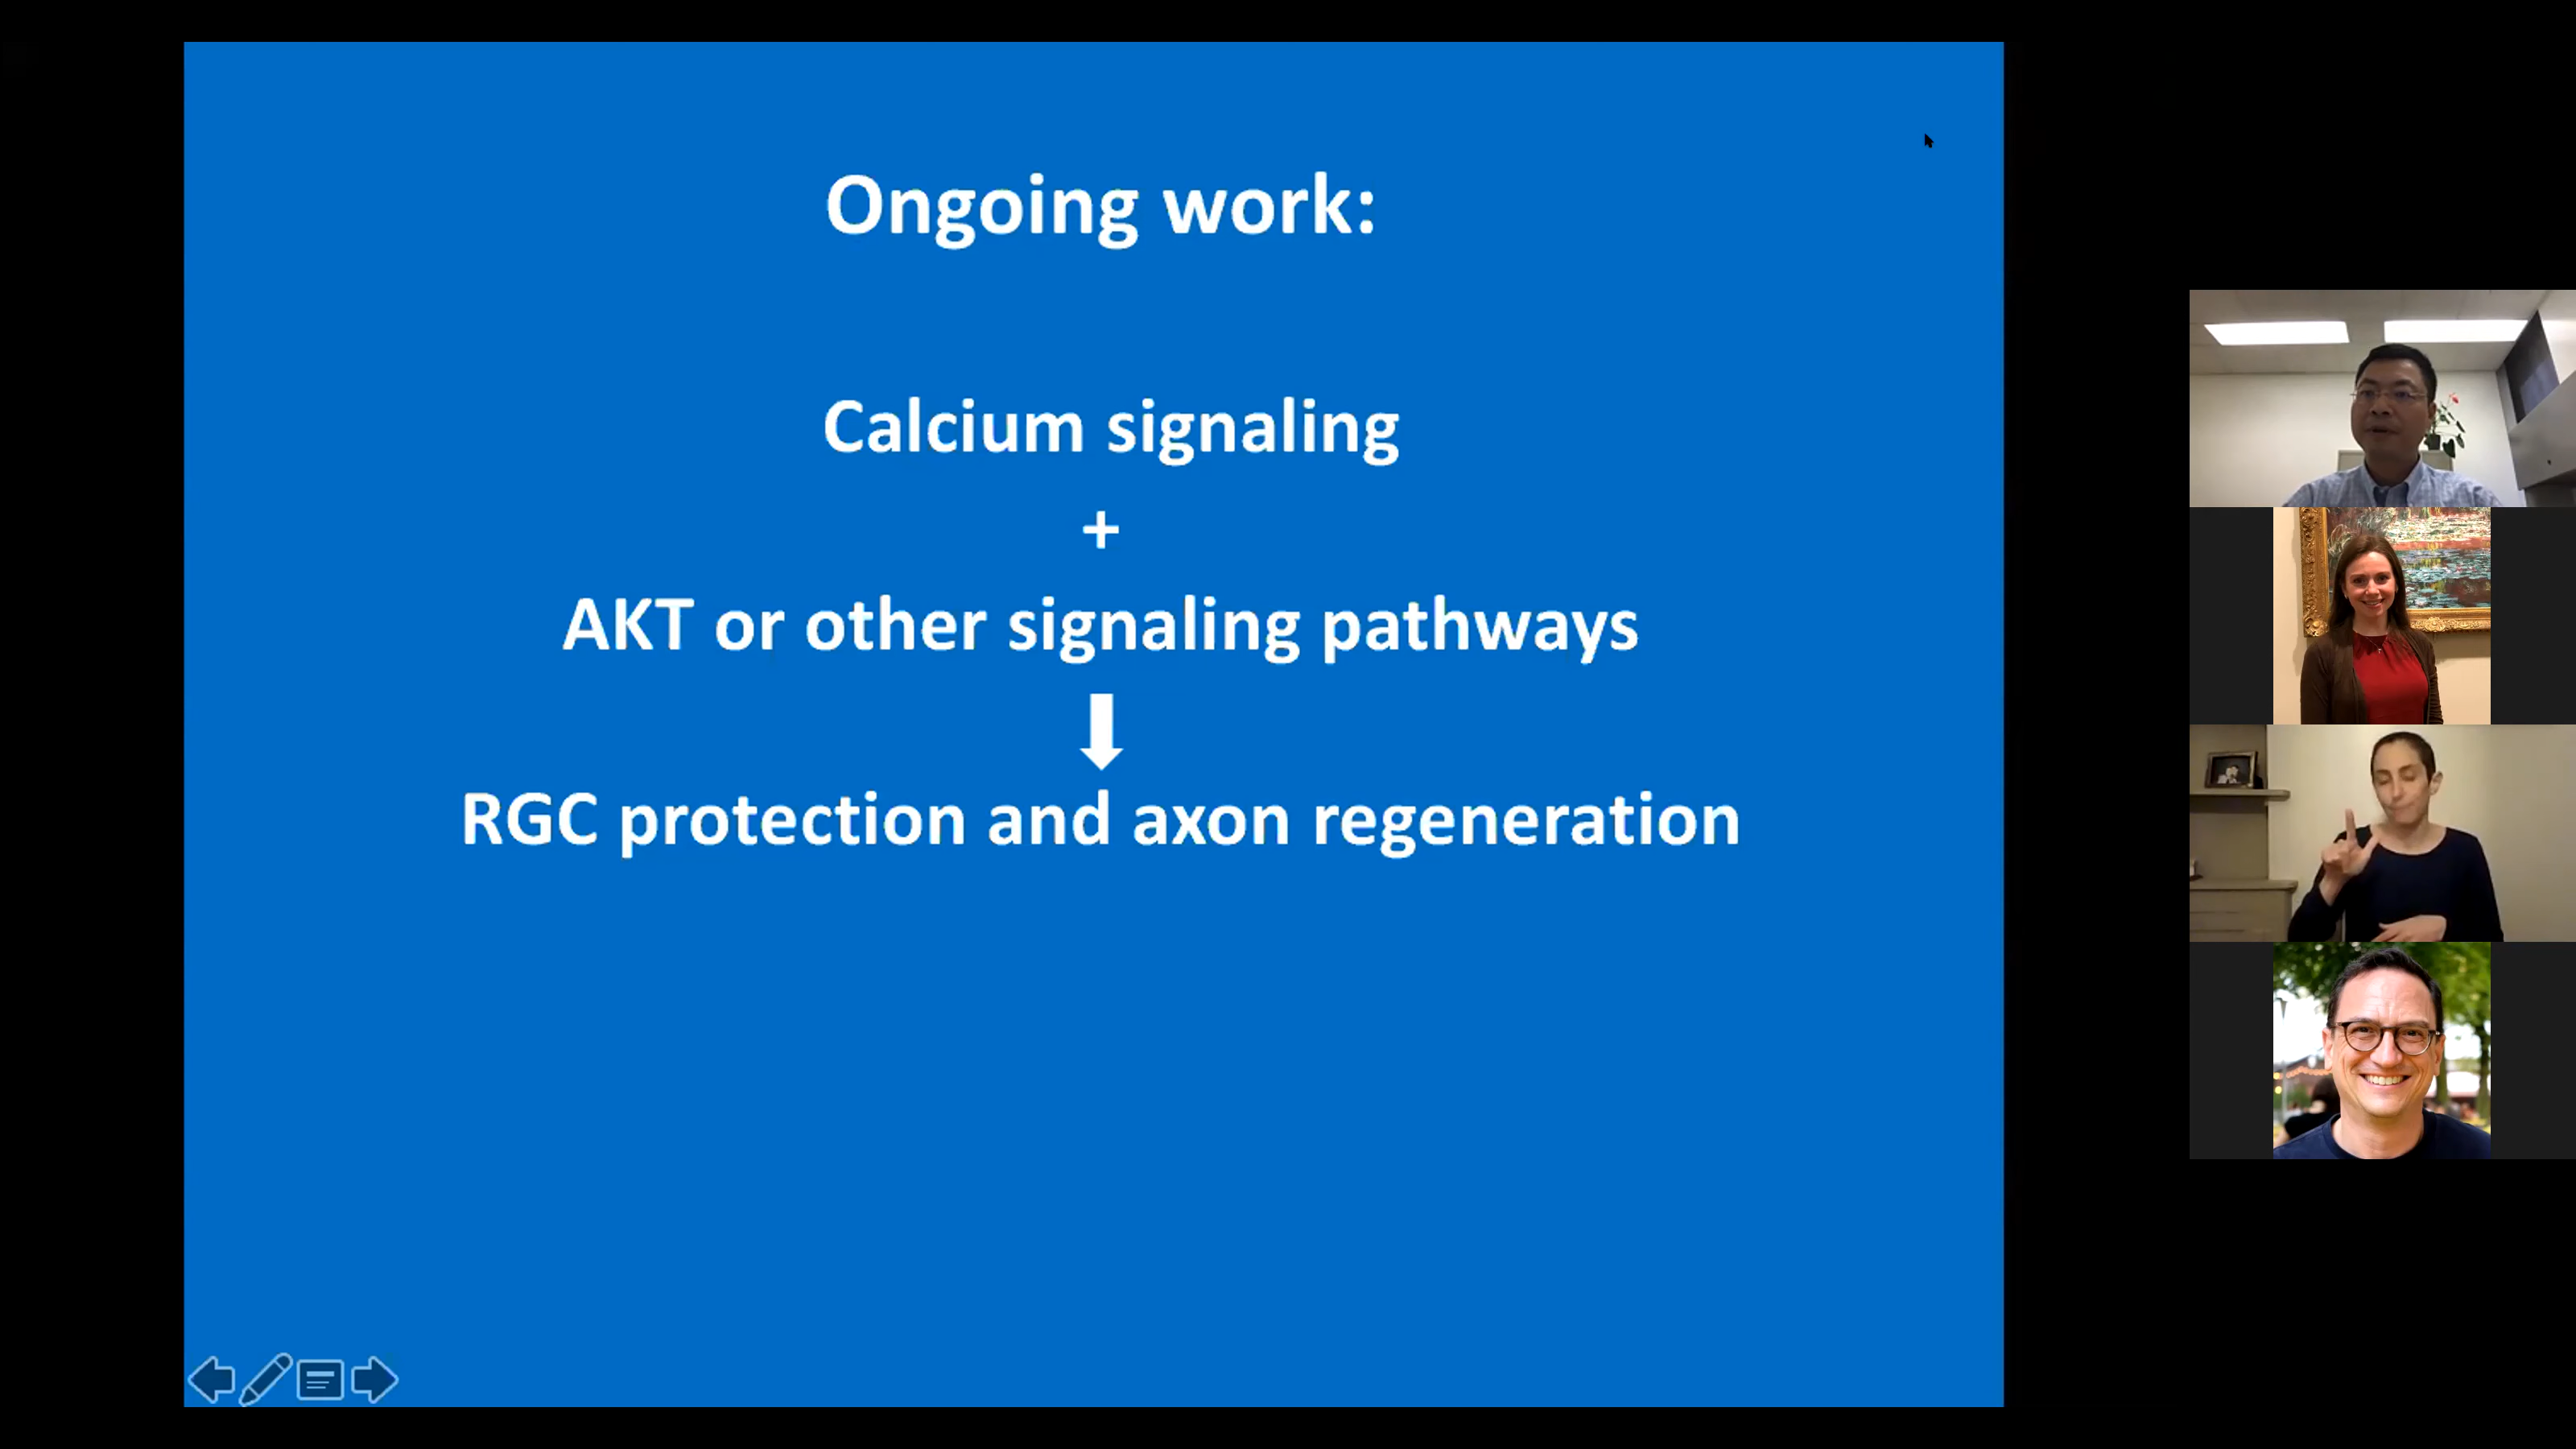 Ongoing work:
Calcium signaling
+
AKT or other signaling pathways
RGC protection and axon regeneration